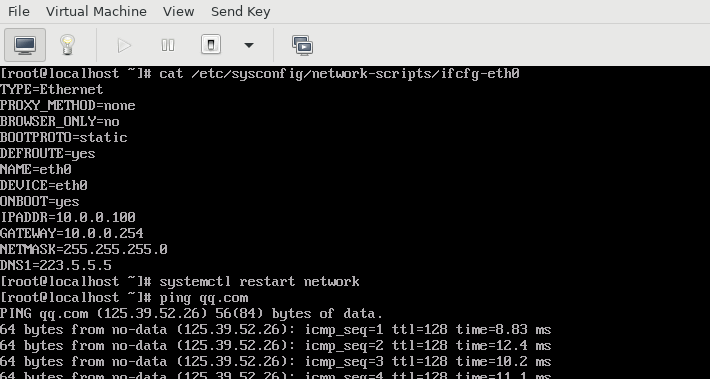 File Virtual Machine View Send Key
[root@localhost ~]# cat /etc/sysconfig/network-scripts/ifcfg-eth0
TYPE=Ethernet
PROXY_METHOD=none
BROWSER_ONLY=no
BOOTPROTO=static
DEFROUTE=yes
NAME=eth0
DEVICE=eth0
ONBOOT=yes
IPADDR=10.0.0.100
GATEWAY=10.0.0.254
NETMASK=255.255.255.0
DNS1=223.5.5.5
[root@localhost ~]# systemctl restart network
[root@localhost ~]# ping qq.com
PING qq.com (125.39.52.26) 56(84) bytes of data.
64 bytes from no-data (125.39.52.26): icmp_seq=1 ttl=128 time=8.83 ms
64 bytes from no-data (125.39.52.26): icmp_seq=2 ttl=128 time=12.4 ms
64 bytes from no-data (125.39.52.26): icmp_seq=3 ttl=128 time=10.2 ms
64 bytes from no-data (125.39.52.26): icmp_seq=4 ttl=128 time=11.1 ms